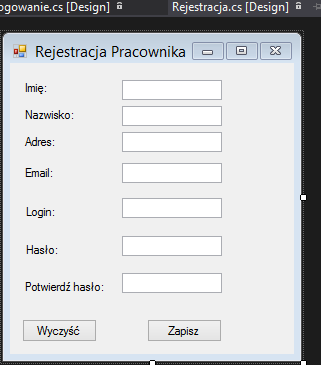 ogowanie.cs [Design] Rejestracja.cs [Design]
Rejestracja Pracownika
Imię:
Nazwisko:
Adres:
Email:
Login:
Hasło:
Potwierdź hasło:
Wyczyść Zapisz